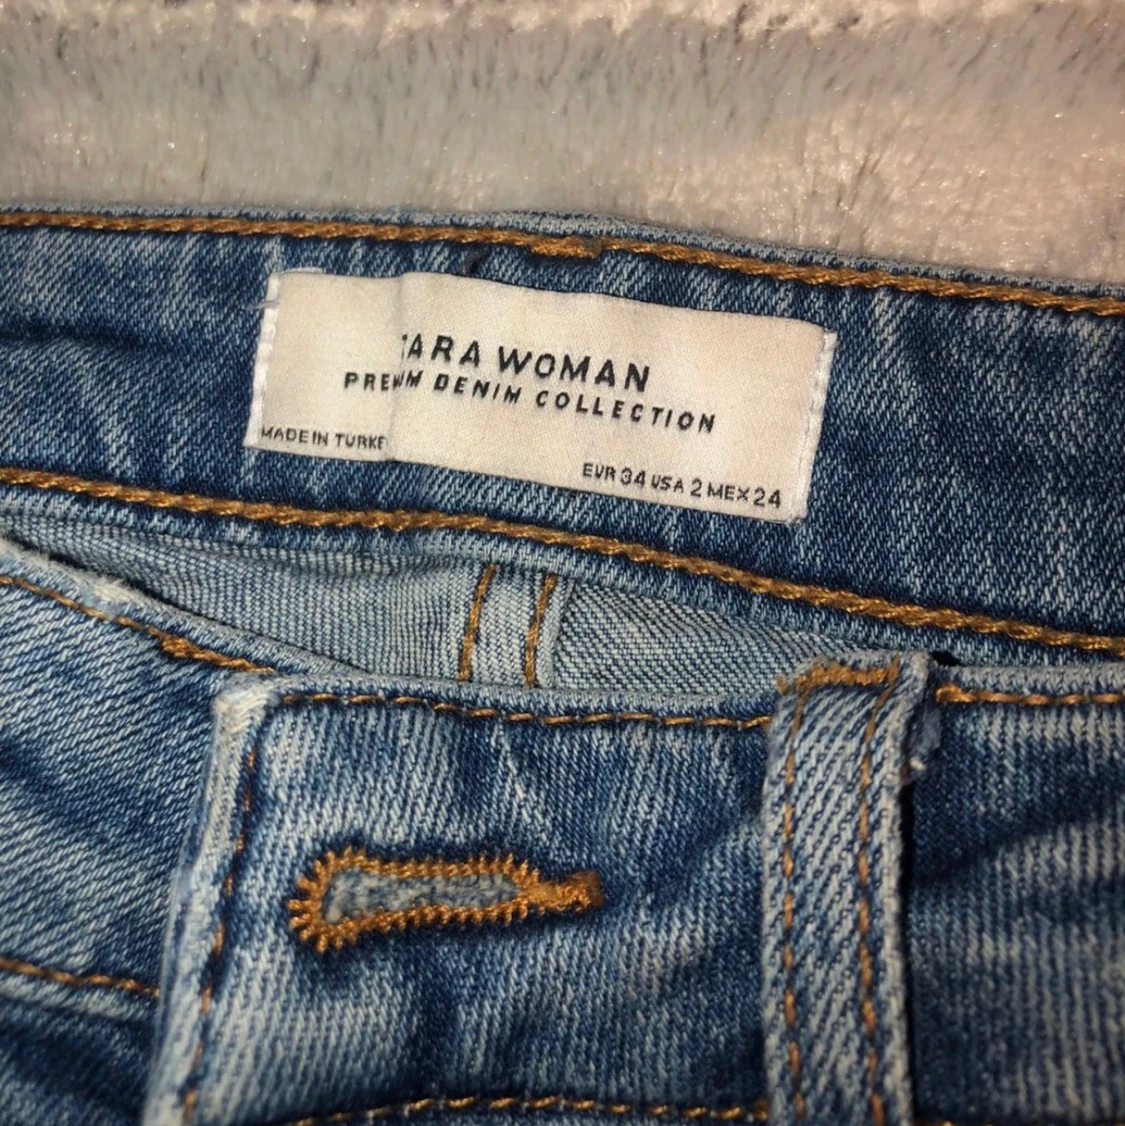 ZARA WOMAN
PREMIUM DENIM COLLECTION
MADE IN TURKEY
EUR 34 USA 2 MEX 24